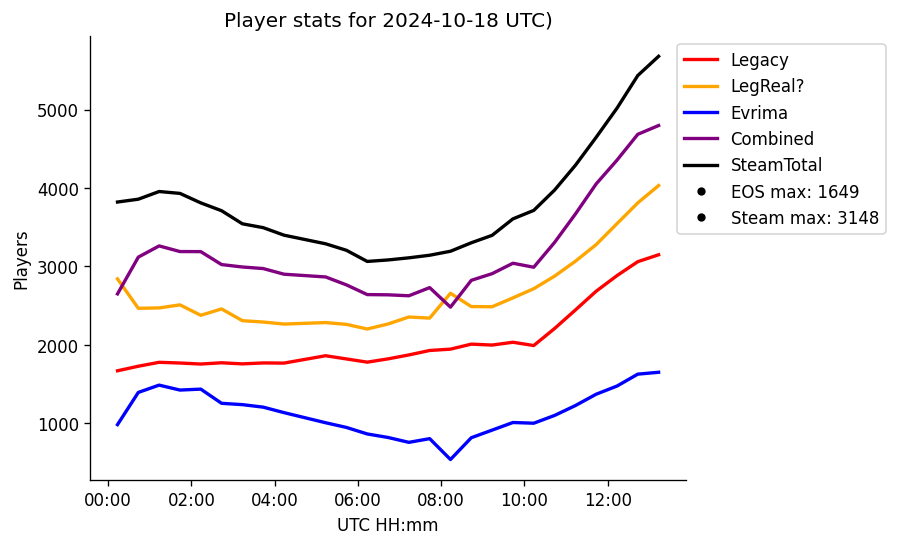 Player stats for 2024-10-18 UTC)
Players
5000
4000
3000
2000
1000
00:00 02:00 04:00 06:00 08:00 10:00 12:00
UTC HH:mm
Legacy
LegReal?
Evrima
Combined
SteamTotal
EOS max: 1649
Steam max: 3148